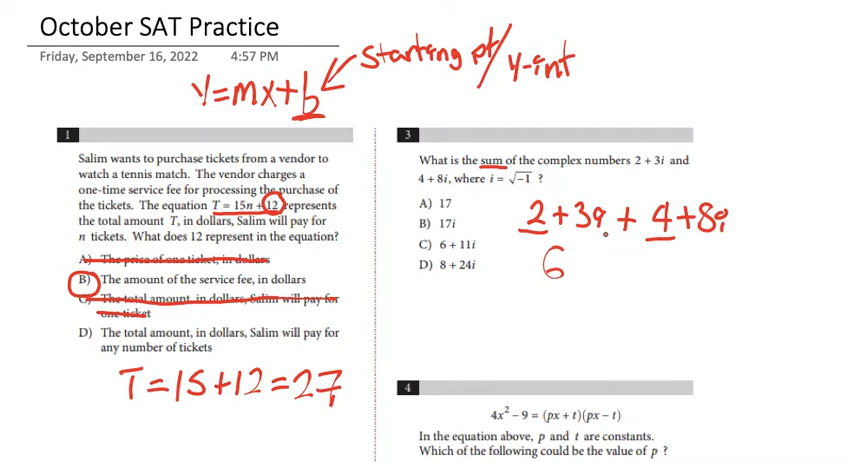 October SAT Practice
Friday, September 16, 2022 4:57 PM
Starting pt/
y-int
Y=mx+b
1
Salim wants to purchase tickets from a vendor to
watch a tennis match. The vendor charges a
one-time service fee for processing the purchase of
the tickets. The equation T = 15n + 12 represents
the total amount T, in dollars, Salim will pay for
n tickets. What does 12 represent in the equation?
A) The price of one ticket, in dollars
B) The amount of the service fee, in dollars
C) The total amount, in dollars, Salim will pay for
one ticket
D) The total amount, in dollars, Salim will pay for
any number of tickets
T=15+12=27
3
What is the sum of the complex numbers 2 + 3i and
4 + 8i, where i = √−1 ?
A) 17
B) 17i
C) 6 + 11i
D) 8 + 24i
2+3i + 4+8i
6
4
4x² − 9 = (px + t)(px − t)
In the equation above, p and t are constants.
Which of the following could be the value of p ?